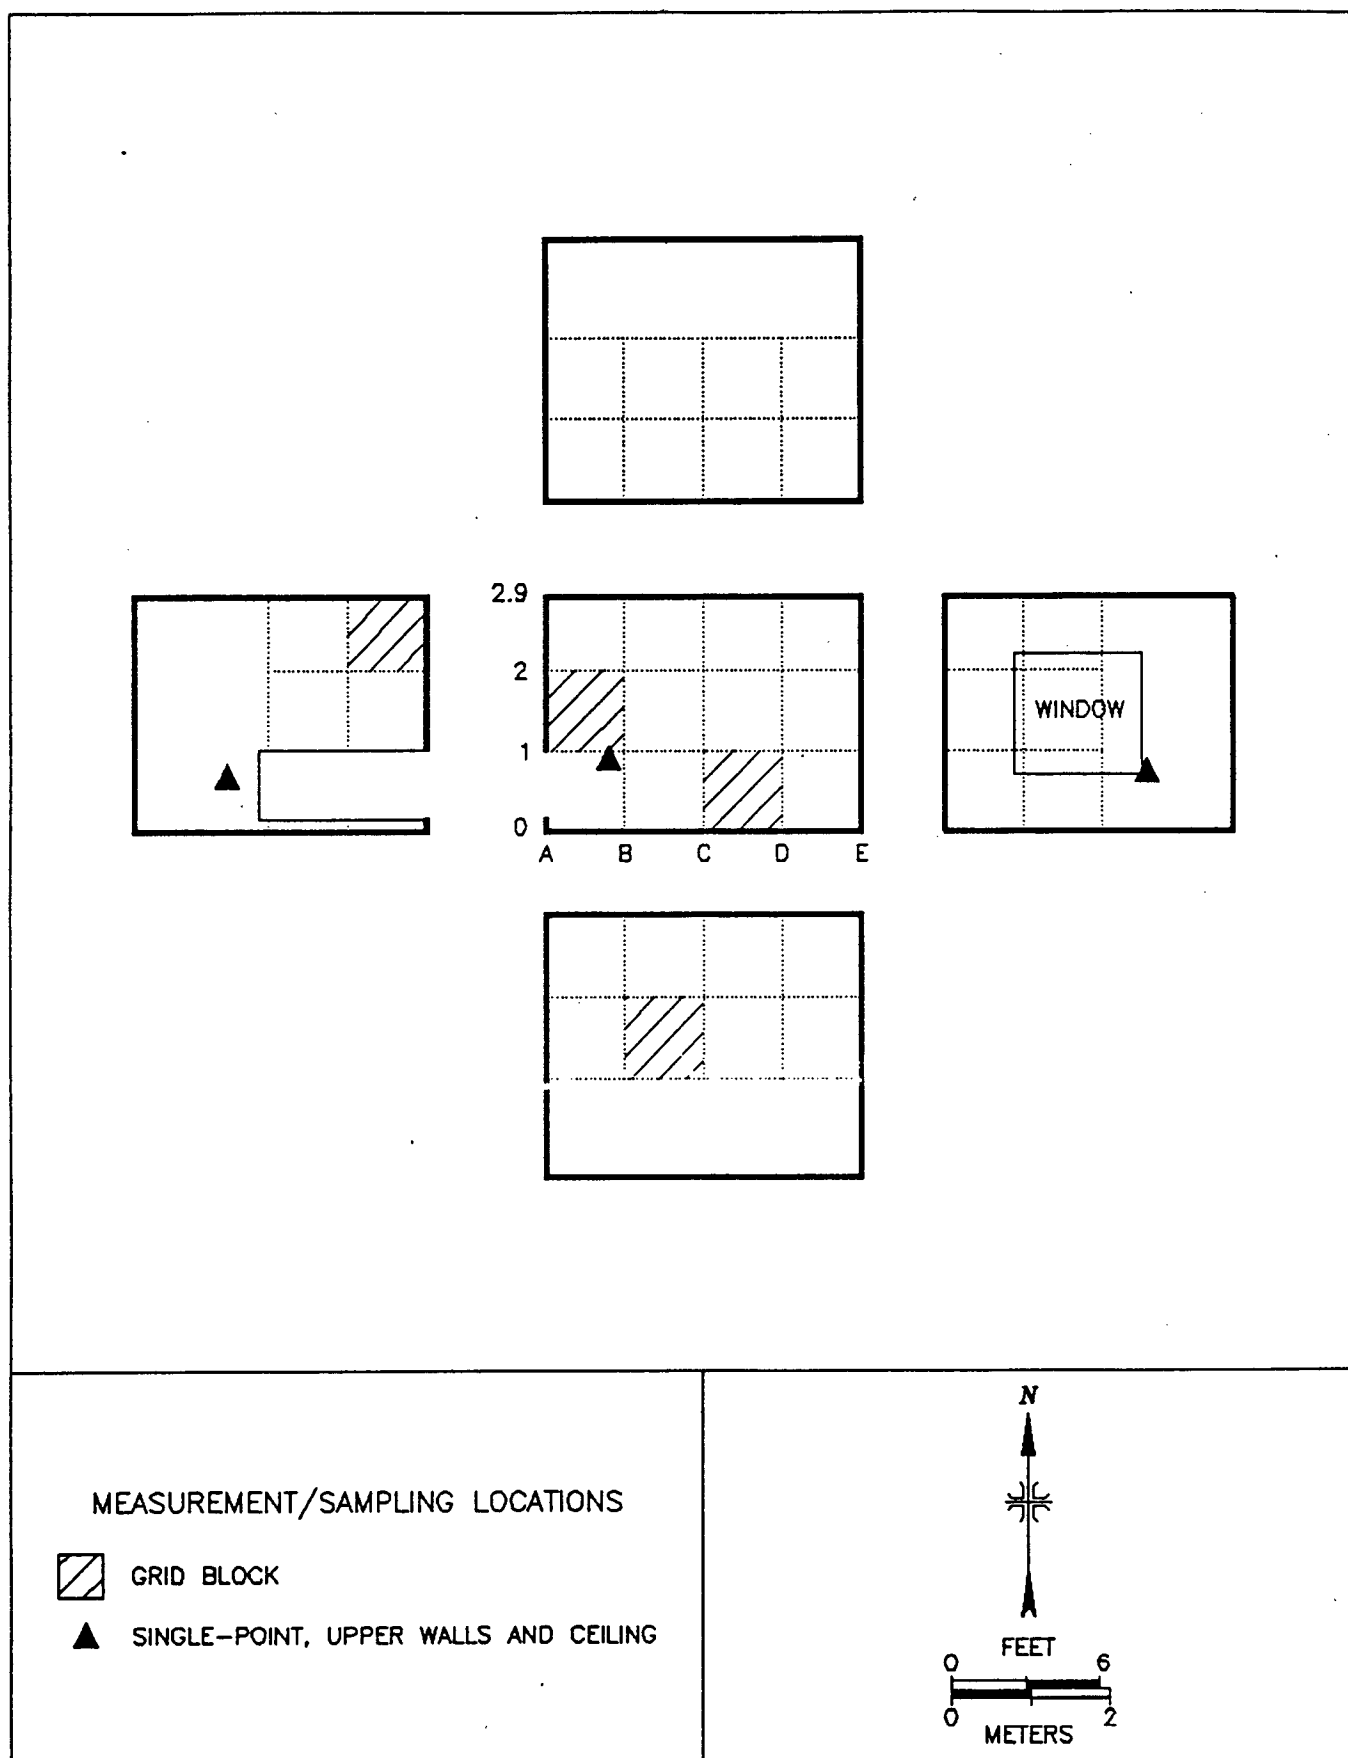 2.9
2
1
0
A B C D E
WINDOW
MEASUREMENT/SAMPLING LOCATIONS
GRID BLOCK
SINGLE-POINT, UPPER WALLS AND CEILING
N
FEET
0 6
0 2
METERS